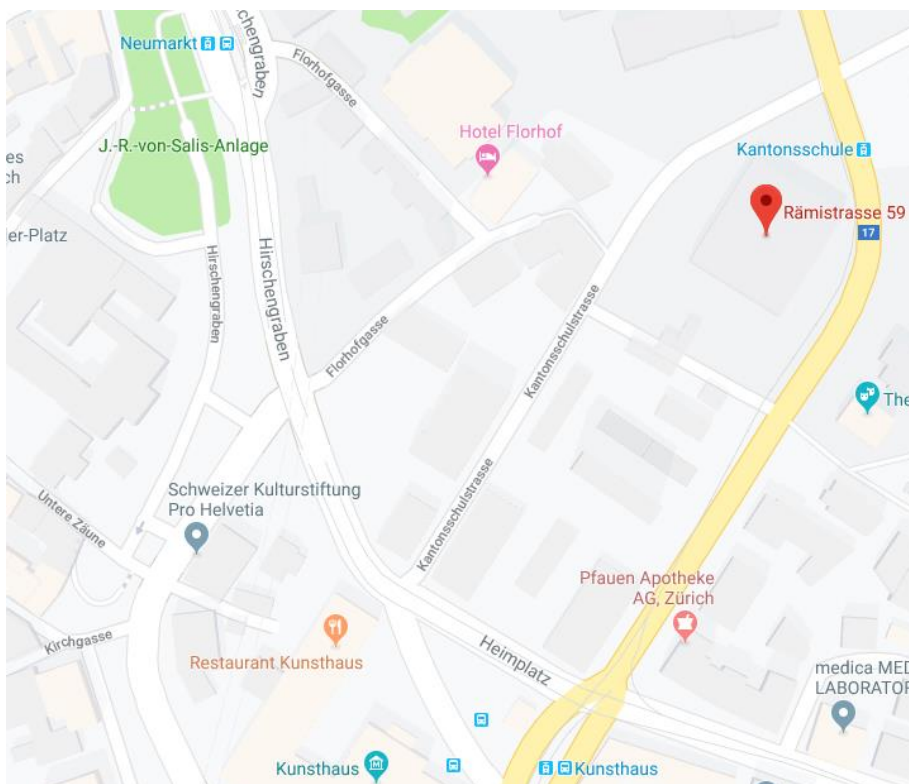 Neumarkt
Hirschengraben
Florhofgasse
J.-R.-von-Salis-Anlage
Hotel Florhof
Kantonsschule
Rämistrasse 59
17
es
ch
er-Platz
Hirschengraben
Hirschengraben
Florhofgasse
Kantonsschulstrasse
The
Schweizer Kulturstiftung
Pro Helvetia
Untere Zäune
Kantonsschulstrasse
Pfauen Apotheke
AG, Zürich
Kirchgasse
Restaurant Kunsthaus
Heimplatz
medica MED
LABORATOR
Kunsthaus
Kunsthaus